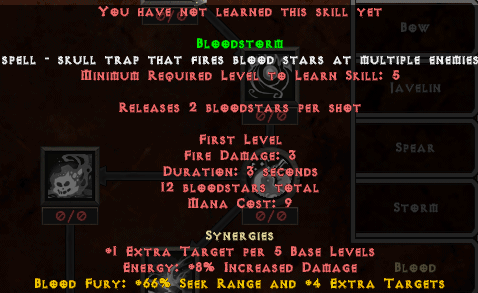 You have not learned this skill yet
Bloodstorm
spell - skull trap that fires blood stars at multiple enemies
Minimum Required Level to Learn Skill: 5
Releases 2 bloodstars per shot
First Level
Fire Damage: 3
Duration: 3 seconds
12 bloodstars total
Mana Cost: 9
Synergies
+1 Extra Target per 5 Base Levels
Energy: +8% Increased Damage
Blood Fury: +66% Seek Range and +4 Extra Targets
0/0
0/0
0/0
Bow
Javelin
Spear
Storm
Blood